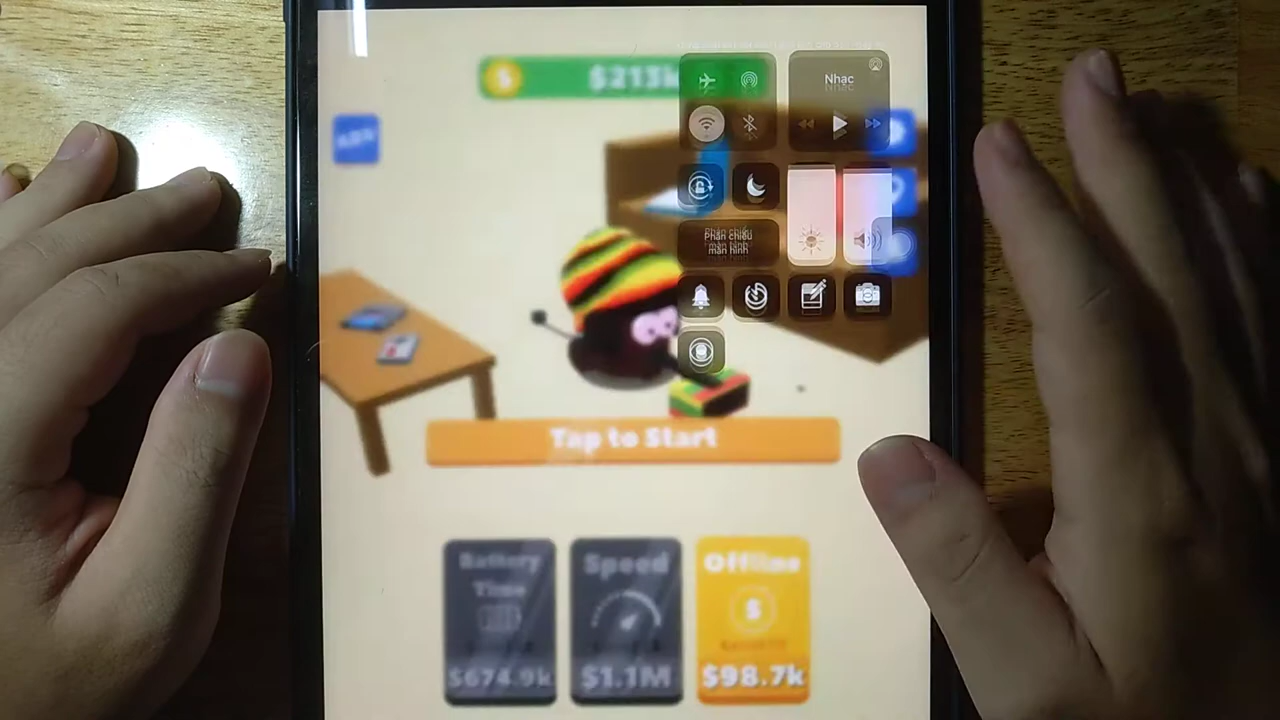 $213k
Nhạc
Phản chiếu
màn hình
Tap to Start
Battery
Time
$674.9k
Speed
$1.1M
Offline
$
$98.7k